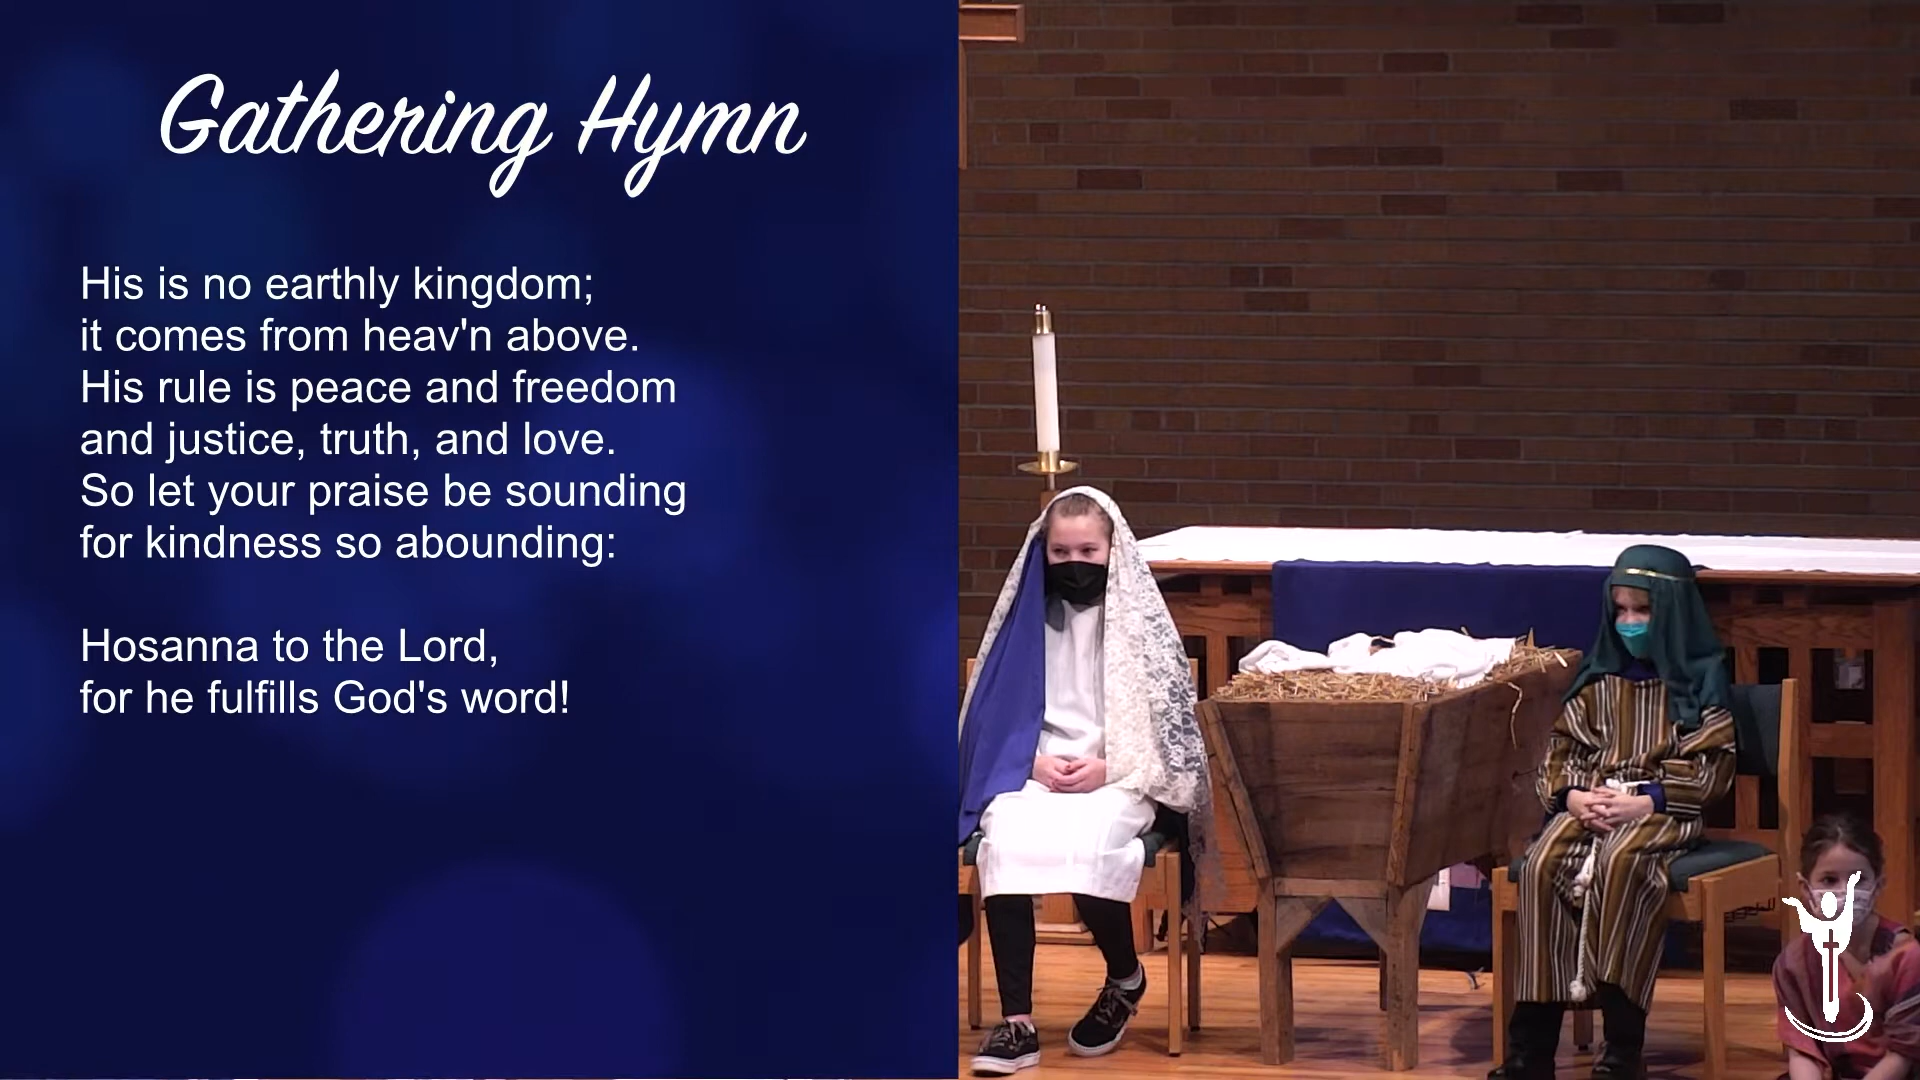 Gathering Hymn
His is no earthly kingdom;
it comes from heav'n above.
His rule is peace and freedom
and justice, truth, and love.
So let your praise be sounding
for kindness so abounding:
Hosanna to the Lord,
for he fulfills God's word!